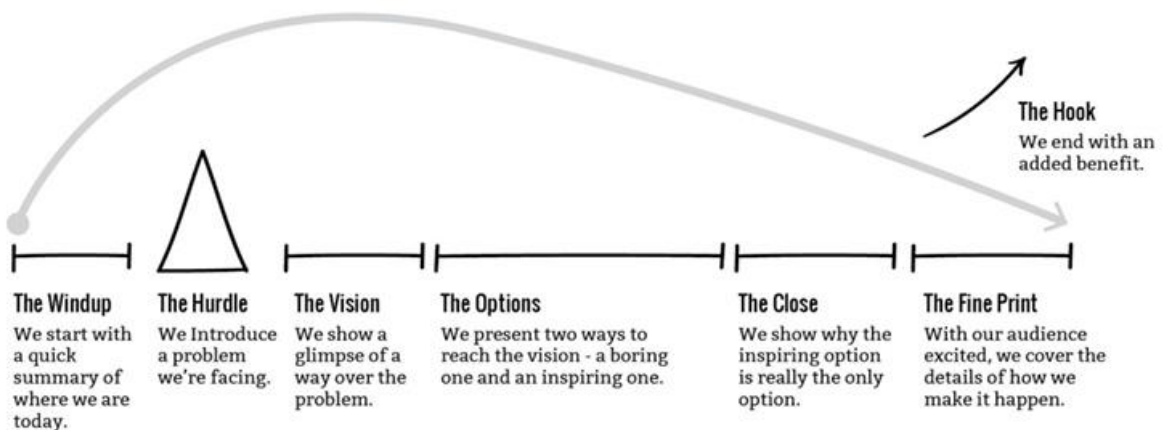 The Hook
We end with an
added benefit.
The Windup
We start with
a quick
summary of
where we are
today.
The Hurdle
We Introduce
a problem
we're facing.
The Vision
We show a
glimpse of a
way over the
problem.
The Options
We present two ways to
reach the vision - a boring
one and an inspiring one.
The Close
We show why the
inspiring option
is really the only
option.
The Fine Print
With our audience
excited, we cover the
details of how we
make it happen.